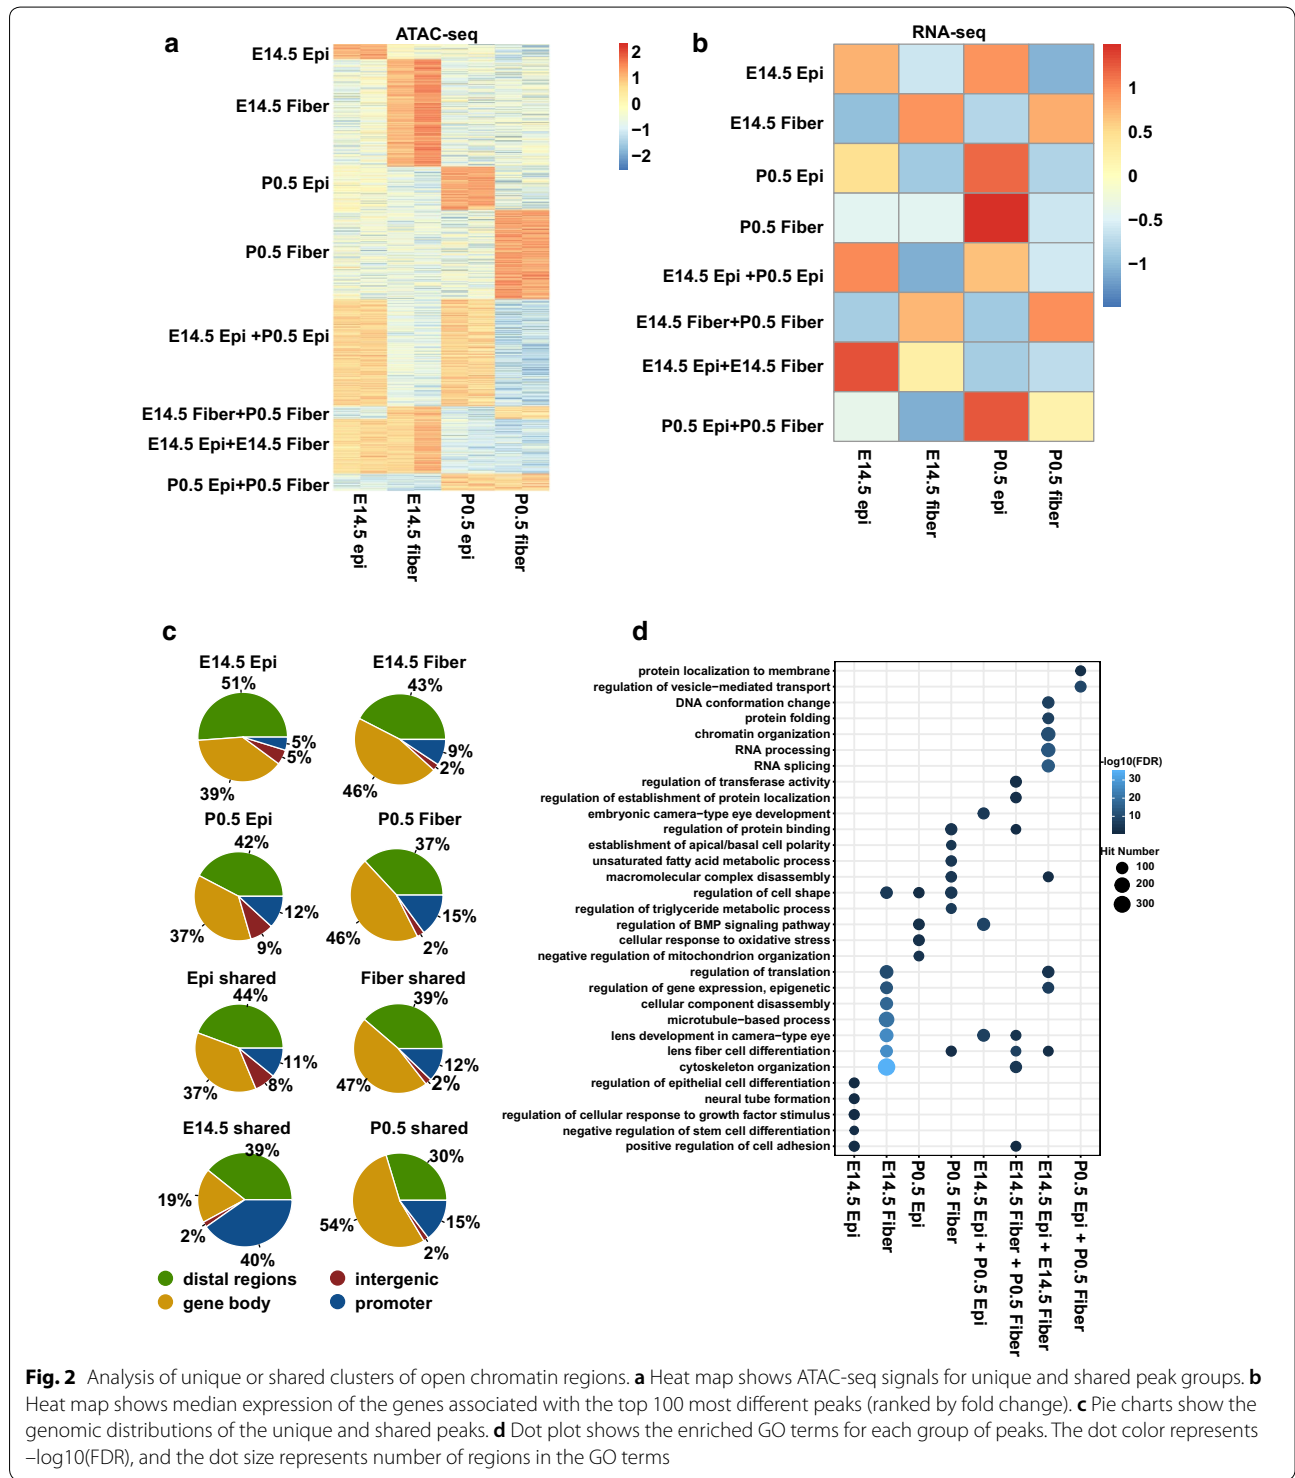 a
ATAC-seq
E14.5 Epi
E14.5 Fiber
P0.5 Epi
P0.5 Fiber
E14.5 Epi +P0.5 Epi
E14.5 Fiber+P0.5 Fiber
E14.5 Epi+E14.5 Fiber
P0.5 Epi+P0.5 Fiber
E14.5 epi
E14.5 fiber
P0.5 epi
P0.5 fiber
2
1
0
−1
−2
b
RNA-seq
E14.5 Epi
E14.5 Fiber
P0.5 Epi
P0.5 Fiber
E14.5 Epi +P0.5 Epi
E14.5 Fiber+P0.5 Fiber
E14.5 Epi+E14.5 Fiber
P0.5 Epi+P0.5 Fiber
E14.5 epi
E14.5 fiber
P0.5 epi
P0.5 fiber
1
0.5
0
−0.5
−1
c
E14.5 Epi
51%
5%
5%
39%
E14.5 Fiber
43%
9%
2%
46%
P0.5 Epi
42%
12%
9%
37%
P0.5 Fiber
37%
15%
2%
46%
Epi shared
44%
11%
8%
37%
Fiber shared
39%
12%
2%
47%
E14.5 shared
39%
19%
2%
40%
P0.5 shared
30%
15%
2%
54%
distal regions
intergenic
gene body
promoter
d
protein localization to membrane
regulation of vesicle−mediated transport
DNA conformation change
protein folding
chromatin organization
RNA processing
RNA splicing
regulation of transferase activity
regulation of establishment of protein localization
embryonic camera−type eye development
regulation of protein binding
establishment of apical/basal cell polarity
unsaturated fatty acid metabolic process
macromolecular complex disassembly
regulation of cell shape
regulation of triglyceride metabolic process
regulation of BMP signaling pathway
cellular response to oxidative stress
negative regulation of mitochondrion organization
regulation of translation
regulation of gene expression, epigenetic
cellular component disassembly
microtubule−based process
lens development in camera−type eye
lens fiber cell differentiation
cytoskeleton organization
regulation of epithelial cell differentiation
neural tube formation
regulation of cellular response to growth factor stimulus
negative regulation of stem cell differentiation
positive regulation of cell adhesion
E14.5 Epi
E14.5 Fiber
P0.5 Epi
P0.5 Fiber
E14.5 Epi + P0.5 Epi
E14.5 Fiber + P0.5 Fiber
E14.5 Epi + E14.5 Fiber
P0.5 Epi + P0.5 Fiber
-log10(FDR)
30
20
10
Hit Number
100
200
300
Fig. 2 Analysis of unique or shared clusters of open chromatin regions. a Heat map shows ATAC-seq signals for unique and shared peak groups. b
Heat map shows median expression of the genes associated with the top 100 most different peaks (ranked by fold change). c Pie charts show the
genomic distributions of the unique and shared peaks. d Dot plot shows the enriched GO terms for each group of peaks. The dot color represents
–log10(FDR), and the dot size represents number of regions in the GO terms